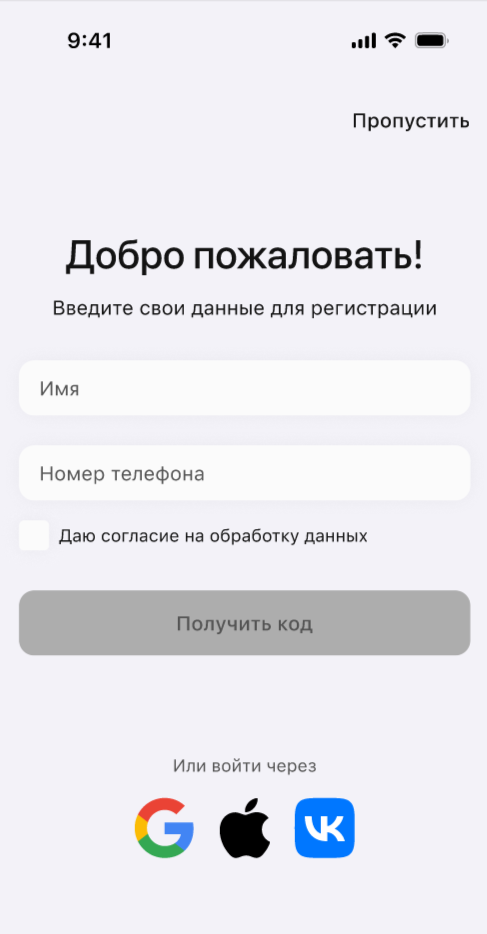 9:41
Пропустить
Добро пожаловать!
Введите свои данные для регистрации
Имя
Номер телефона
Даю согласие на обработку данных
Получить код
Или войти через
G
VK